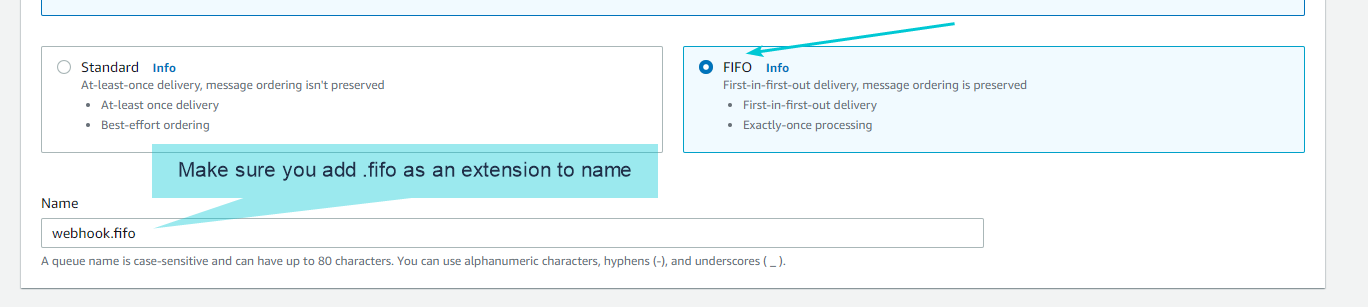 Standard Info
At-least-once delivery, message ordering isn't preserved
• At-least once delivery
• Best-effort ordering
FIFO Info
First-in-first-out delivery, message ordering is preserved
• First-in-first-out delivery
• Exactly-once processing
Make sure you add .fifo as an extension to name
Name
webhook.fifo
A queue name is case-sensitive and can have up to 80 characters. You can use alphanumeric characters, hyphens (-), and underscores ( _ ).